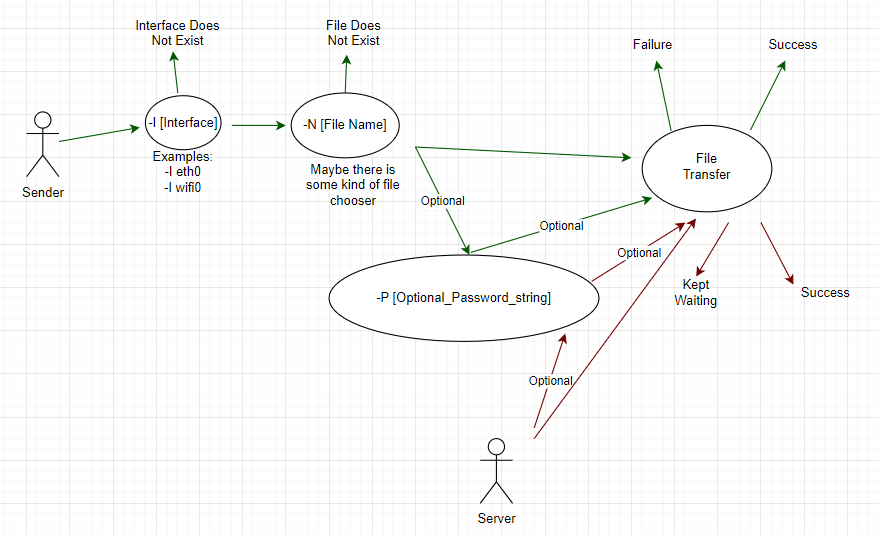 Interface Does
Not Exist
File Does
Not Exist
Failure
Success
-I [Interface]
-N [File Name]
Examples:
-I eth0
-I wifi0
Sender
Maybe there is
some kind of file
chooser
File
Transfer
Optional
Optional
Optional
-P [Optional_Password_string]
Kept
Waiting
Success
Optional
Server